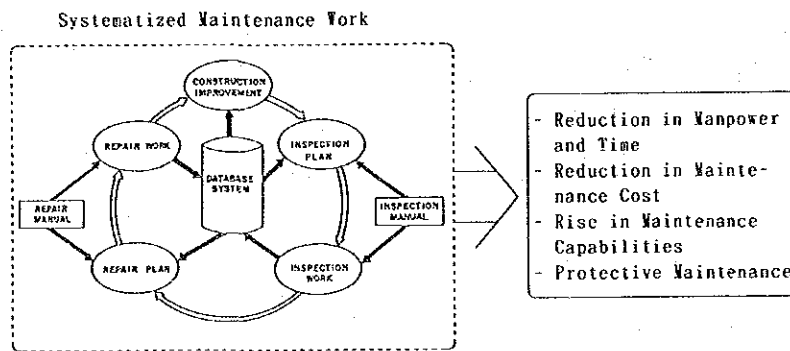 Systematized Maintenance Work
CONSTRUCTION
IMPROVEMENT
REPAIR WORK
INSPECTION
PLAN
DATABASE
SYSTEM
REPAIR
MANUAL
INSPECTION
MANUAL
REPAIR PLAN
INSPECTION
WORK
- Reduction in Manpower
and Time
- Reduction in Mainte-
nance Cost
- Rise in Maintenance
Capabilities
- Protective Maintenance